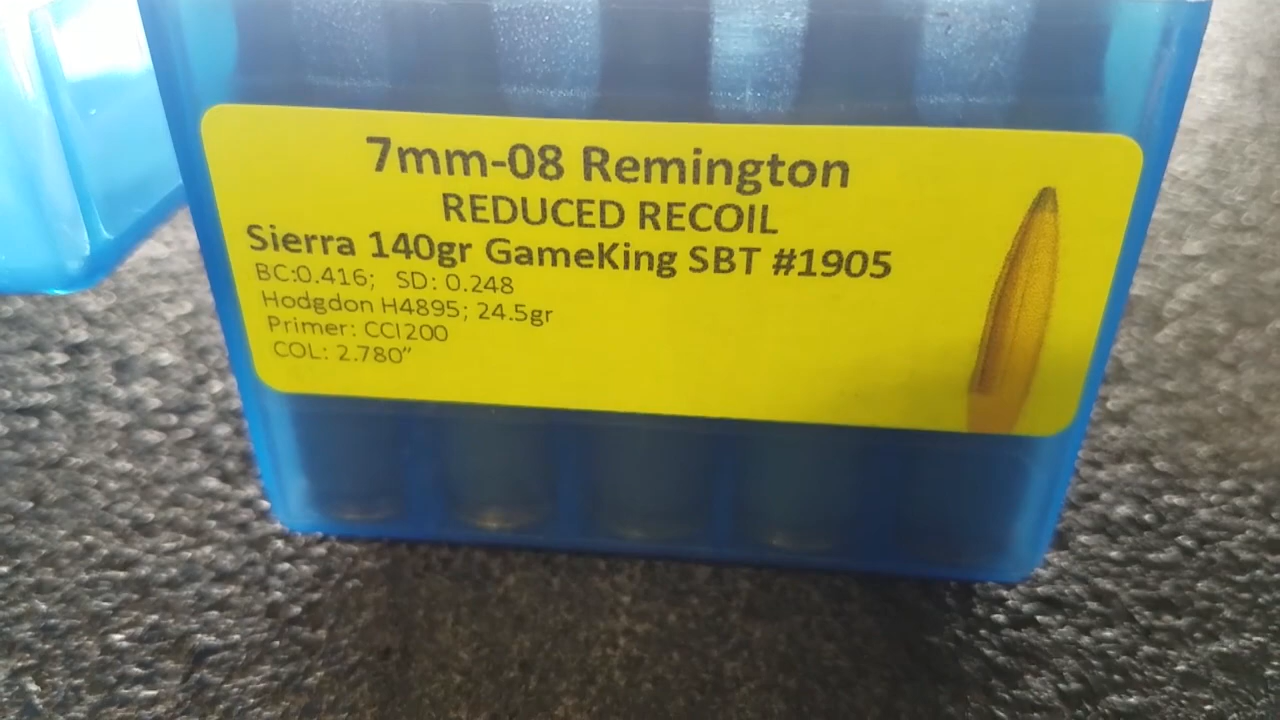 7mm-08 Remington
REDUCED RECOIL
Sierra 140gr GameKing SBT #1905
BC:0.416; SD: 0.248
Hodgdon H4895; 24.5gr
Primer: CCI200
COL: 2.780”